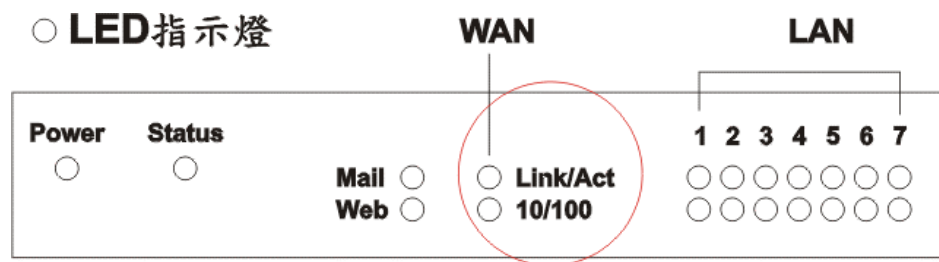 ○ LED指示燈
WAN
LAN
Power
Status
1 2 3 4 5 6 7
Mail
Link/Act
Web
10/100